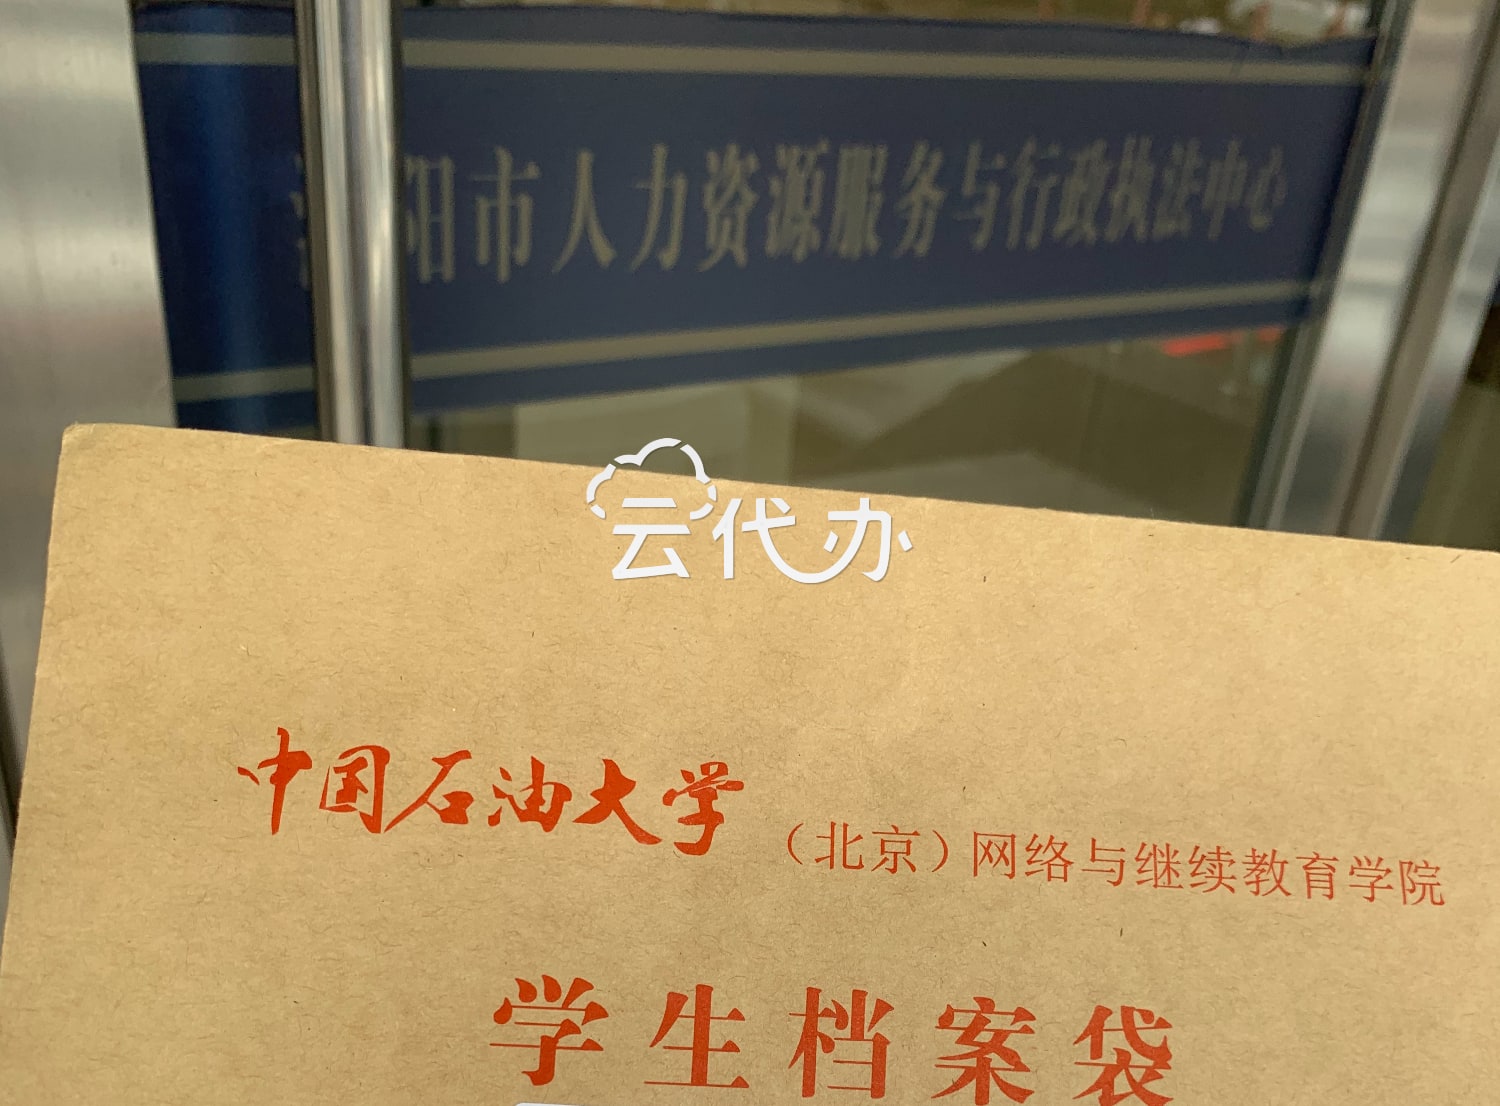 阳市人力资源服务与行政执法中心
云代办
中国石油大学（北京）网络与继续教育学院
学生档案袋